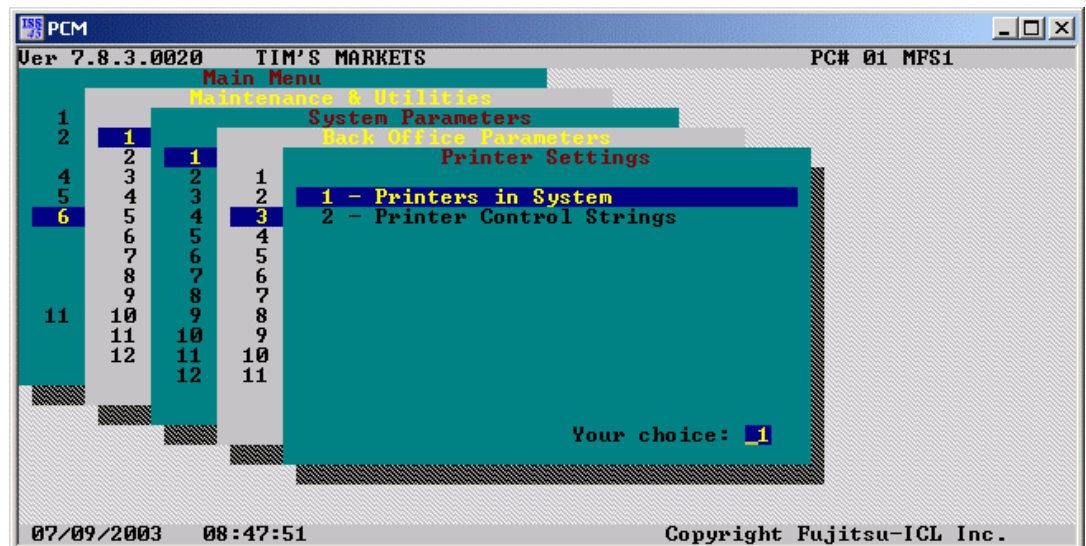 ISS 45 PCM
Ver 7.8.3.0020 TIM'S MARKETS PC# 01 MFS1
Main Menu
Maintenance & Utilities
1 System Parameters
2 1 Back Office Parameters
2 1 Printer Settings
4 3 2 1
5 4 3 2 1 - Printers in System
6 5 4 3 2 - Printer Control Strings
6 5 4
7 6 5
8 7 6
9 8 7
11 10 9 8
11 10 9
12 11 10
12 11
Your choice: 1
07/09/2003 08:47:51 Copyright Fujitsu-ICL Inc.